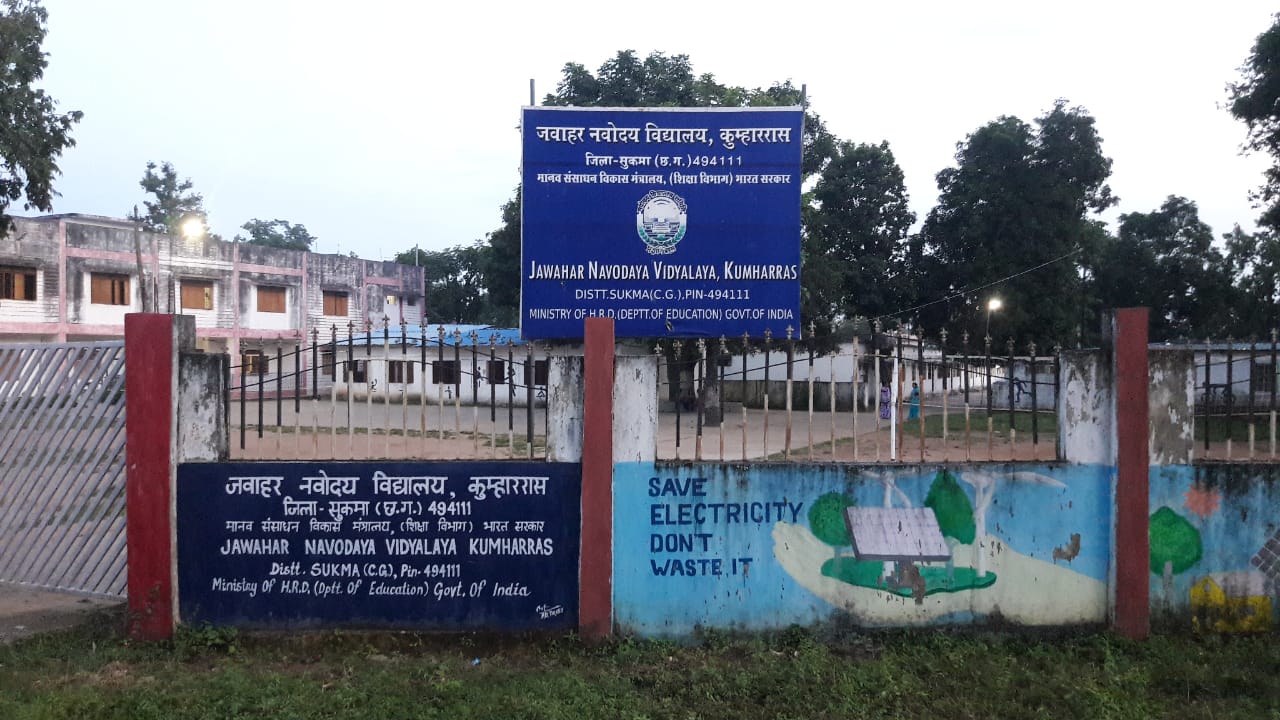 जवाहर नवोदय विद्यालय, कुम्हाररास
जिला-सुकमा (छ.ग.)494111
मानव संसाधन विकास मंत्रालय, (शिक्षा विभाग) भारत सरकार
JAWAHAR NAVODAYA VIDYALAYA, KUMHARRAS
DISTT.SUKMA(C.G.),PIN-494111
MINISTRY OF H.R.D.(DEPTT.OF EDUCATION) GOVT.OF INDIA
जवाहर नवोदय विद्यालय, कुम्हाररास
जिला-सुकमा (छ.ग.) 494111
मानव संसाधन विकास मंत्रालय, (शिक्षा विभाग) भारत सरकार
JAWAHAR NAVODAYA VIDYALAYA KUMHARRAS
Distt. SUKMA (C.G.), Pin- 494111
Ministry Of H.R.D. (Dptt. of Education) Govt. Of India
SAVE
ELECTRICITY
DON'T
WASTE IT